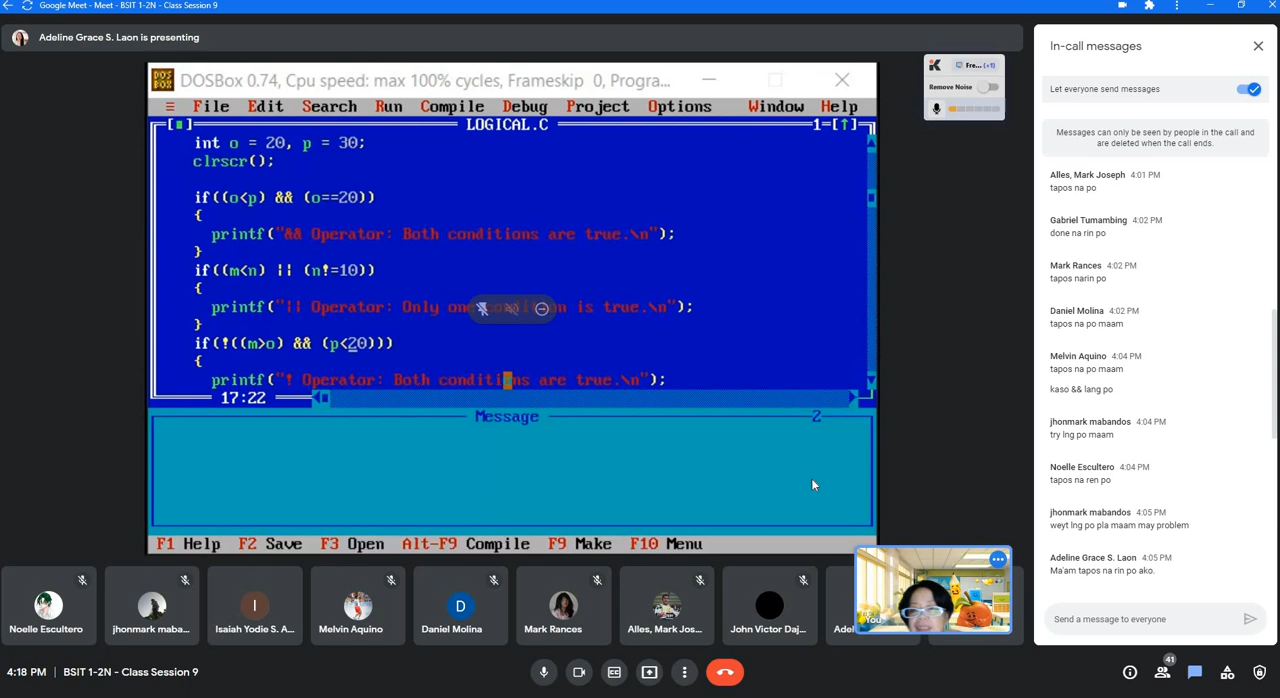 Google Meet - Meet - BSIT 1-2N - Class Session 9
Adeline Grace S. Laon is presenting
DOS BOX DOSBox 0.74, Cpu speed: max 100% cycles, Frameskip 0, Progra...
≡ File Edit Search Run Compile Debug Project Options Window Help
[■] LOGICAL.C 1=[↑]
int o = 20, p = 30;
clrscr();
if((o<p) && (o==20))
{
printf("&& Operator: Both conditions are true.\n");
}
if((m<n) || (n!=10))
{
printf("|| Operator: Only one condition is true.\n");
}
if(!((m>o) && (p<20)))
{
printf("! Operator: Both conditions are true.\n");
17:22
Message 2
F1 Help F2 Save F3 Open Alt-F9 Compile F9 Make F10 Menu
Fre... (x1)
Remove Noise
In-call messages
Let everyone send messages
Messages can only be seen by people in the call and
are deleted when the call ends.
Alles, Mark Joseph 4:01 PM
tapos na po
Gabriel Tumambing 4:02 PM
done na rin po
Mark Rances 4:02 PM
tapos narin po
Daniel Molina 4:02 PM
tapos na po maam
Melvin Aquino 4:04 PM
tapos na po maam
kaso && lang po
jhonmark mabandos 4:04 PM
try lng po maam
Noelle Escultero 4:04 PM
tapos na ren po
jhonmark mabandos 4:05 PM
weyt lng po pla maam may problem
Adeline Grace S. Laon 4:05 PM
Ma'am tapos na rin po ako.
Send a message to everyone
I
D
Noelle Escultero
jhonmark maba...
Isaiah Yodie S. A...
Melvin Aquino
Daniel Molina
Mark Rances
Alles, Mark Jos...
John Victor Daj...
Adel
You
4:18 PM | BSIT 1-2N - Class Session 9
41